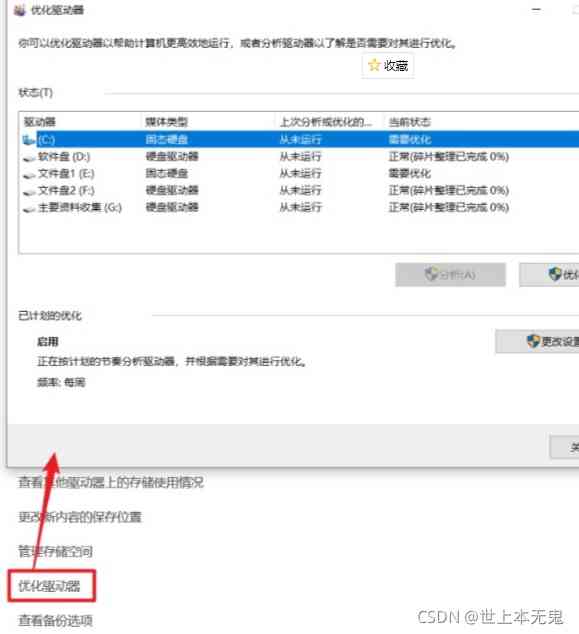 优化驱动器
你可以优化驱动器以帮助计算机更高效地运行，或者分析驱动器以了解是否需要对其进行优化。
收藏
状态(T)
驱动器 媒体类型 上次分析或优化的... 当前状态
(C:) 固态硬盘 从未运行 需要优化
软件盘 (D:) 硬盘驱动器 从未运行 正常(碎片整理已完成 0%)
文件盘1 (E:) 固态硬盘 从未运行 需要优化
文件盘2 (F:) 硬盘驱动器 从未运行 正常(碎片整理已完成 0%)
主要资料收集 (G:) 硬盘驱动器 从未运行 正常(碎片整理已完成 0%)
分析(A) 优化
已计划的优化
启用
正在按计划的节奏分析驱动器，并根据需要对其进行优化。
频率: 每周
更改设置
关
查看其他驱动器上的存储使用情况
更改新内容的保存位置
管理存储空间
优化驱动器
查看备份选项
CSDN @世上本无鬼